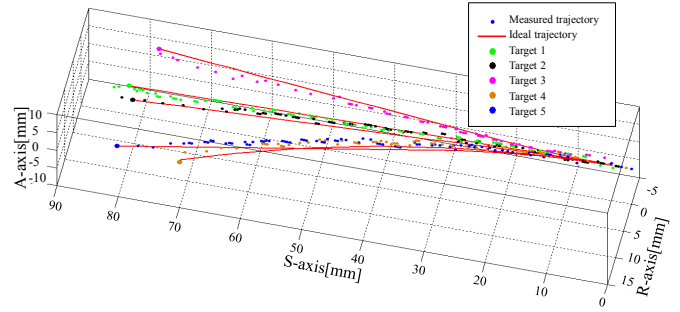 Measured trajectory
Ideal trajectory
Target 1
Target 2
Target 3
Target 4
Target 5
A-axis[mm]
10
5
0
-5
-10
90
80
70
60
50
40
30
20
10
0
S-axis[mm]
-5
0
5
10
15
R-axis[mm]